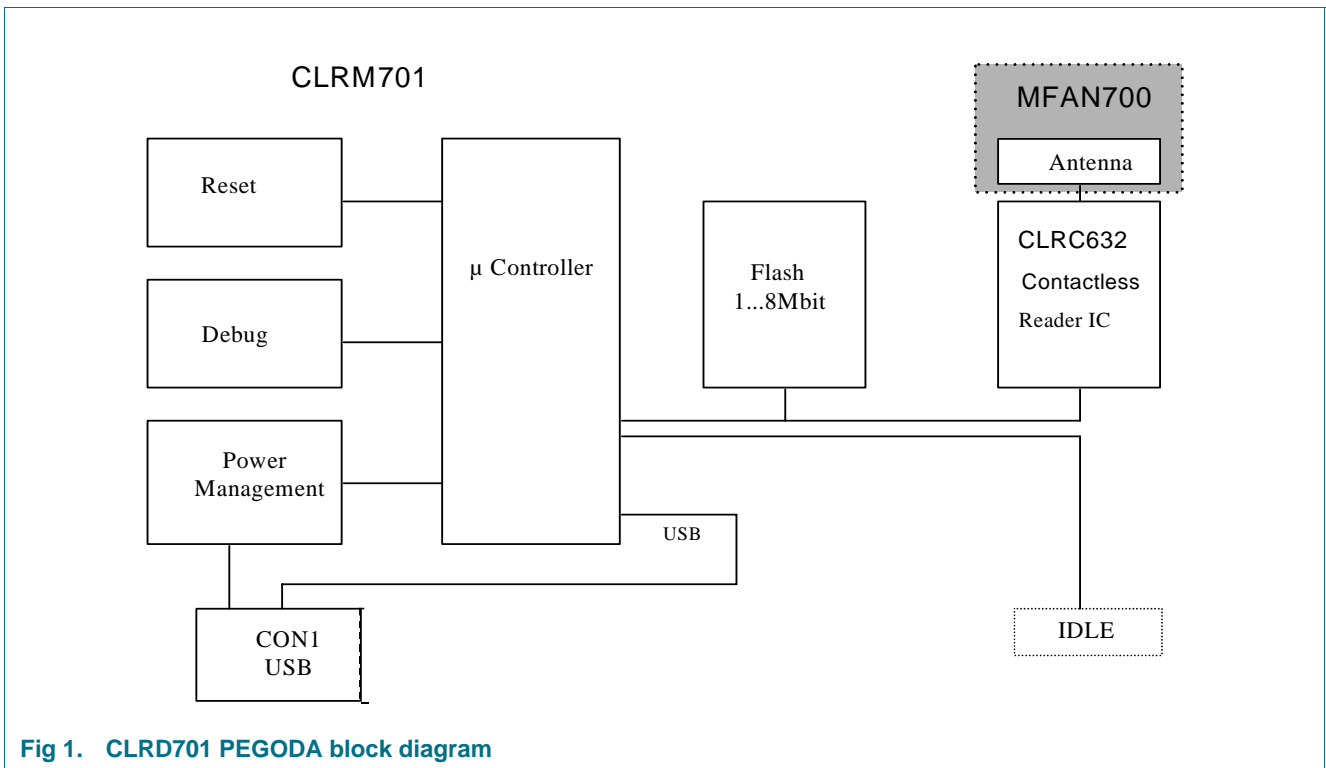 CLRM701
MFAN700
Antenna
Reset
µ Controller
Flash
1...8Mbit
CLRC632
Contactless
Reader IC
Debug
Power
Management
USB
CON1
USB
IDLE
Fig 1. CLRD701 PEGODA block diagram